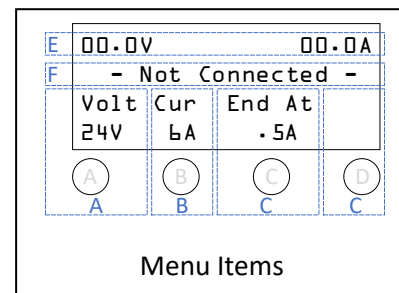 E 00.0V 00.0A
F - Not Connected -
Volt Cur End At
24V 6A .5A
A B C D
A B C C
Menu Items